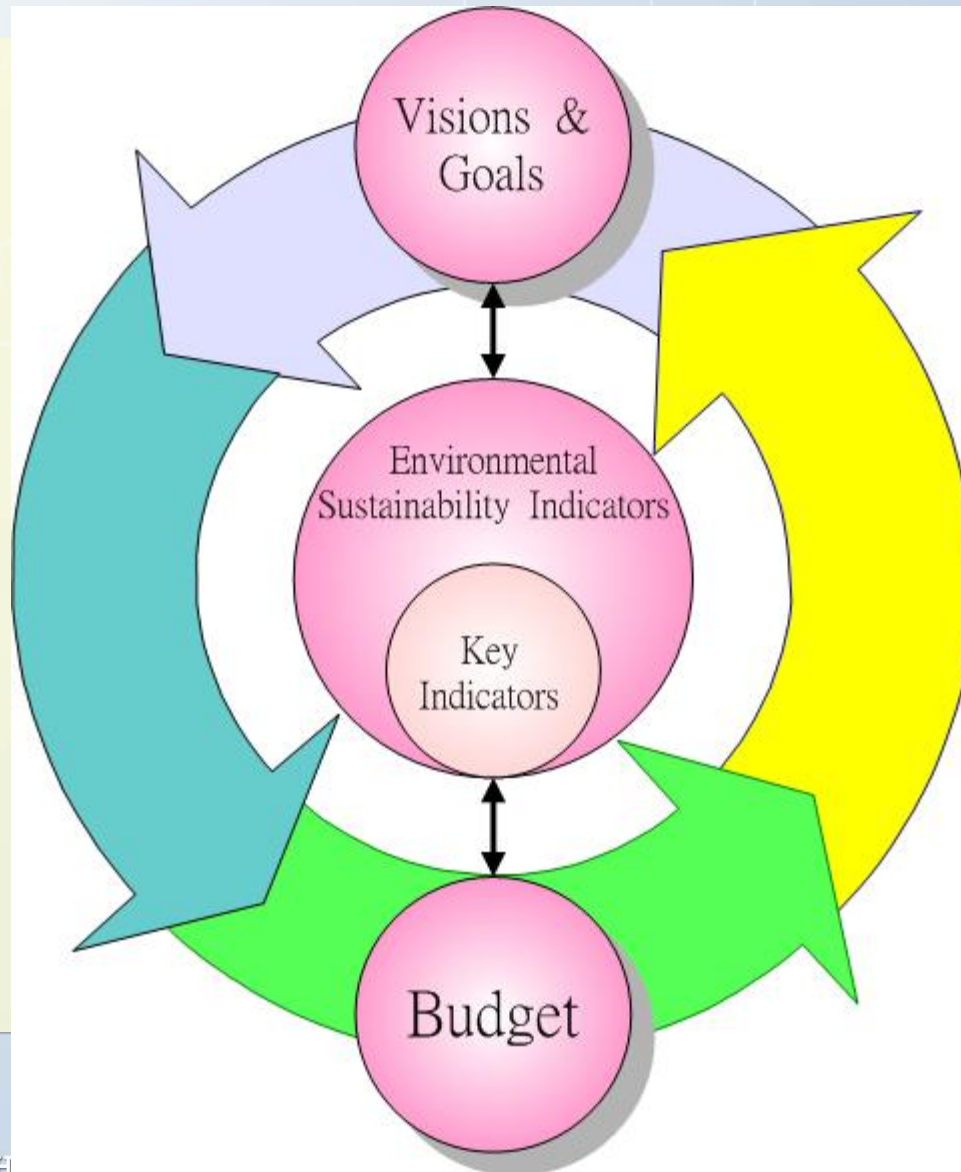 Visions &
Goals
Environmental
Sustainability Indicators
Key
Indicators
Budget